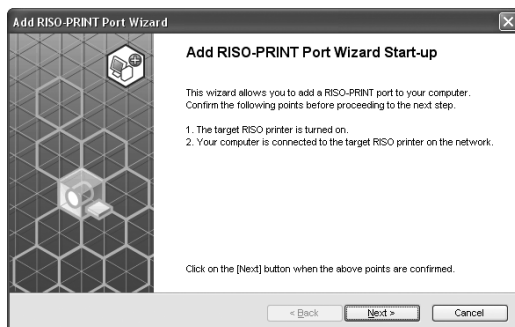 Add RISO-PRINT Port Wizard
Add RISO-PRINT Port Wizard Start-up
This wizard allows you to add a RISO-PRINT port to your computer.
Confirm the following points before proceeding to the next step.
1. The target RISO printer is turned on.
2. Your computer is connected to the target RISO printer on the network.
Click on the [Next] button when the above points are confirmed.
< Back Next > Cancel